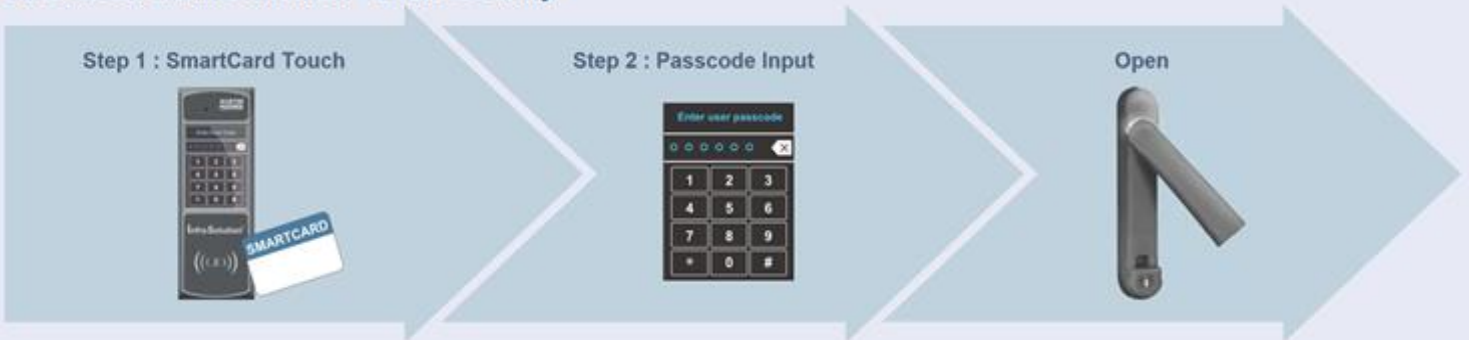 Step 1 : SmartCard Touch
Step 2 : Passcode Input
Open
Enter user passcode
1 2 3
4 5 6
7 8 9
* 0 #
InfraSolution
SMARTCARD